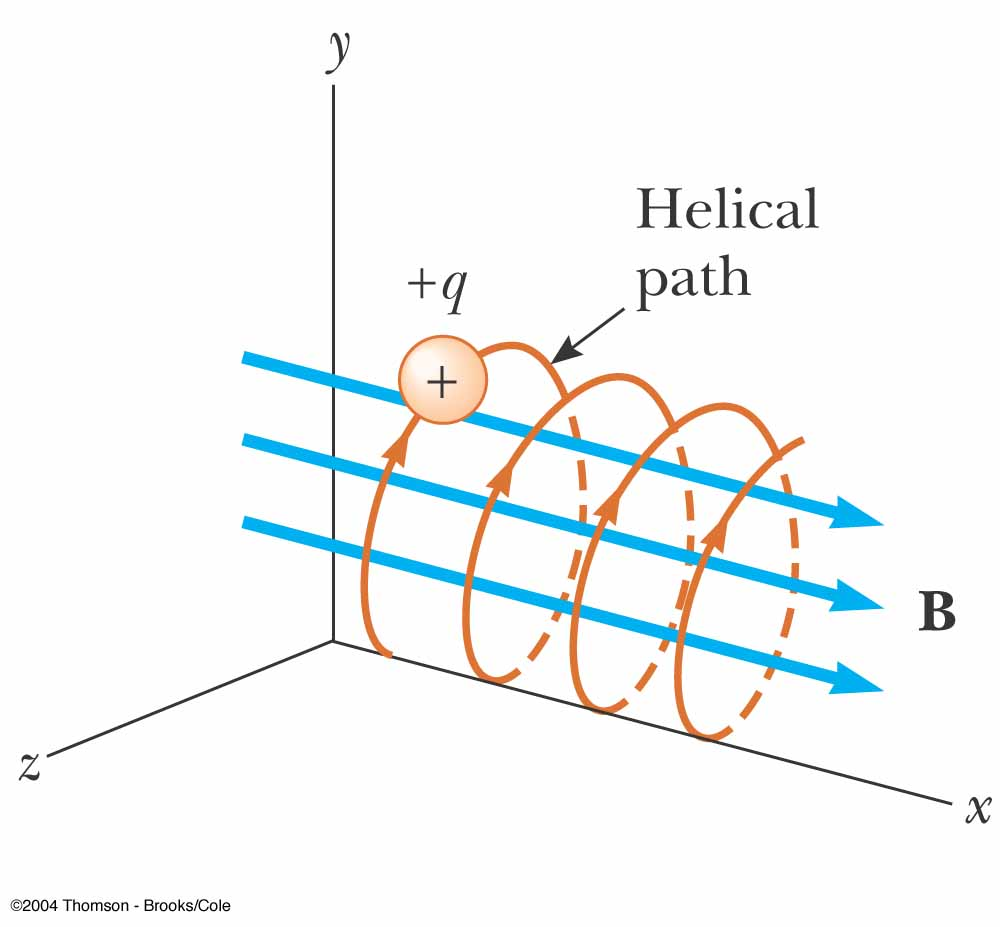 y
Helical
path
+q
+
B
z
x
©2004 Thomson - Brooks/Cole